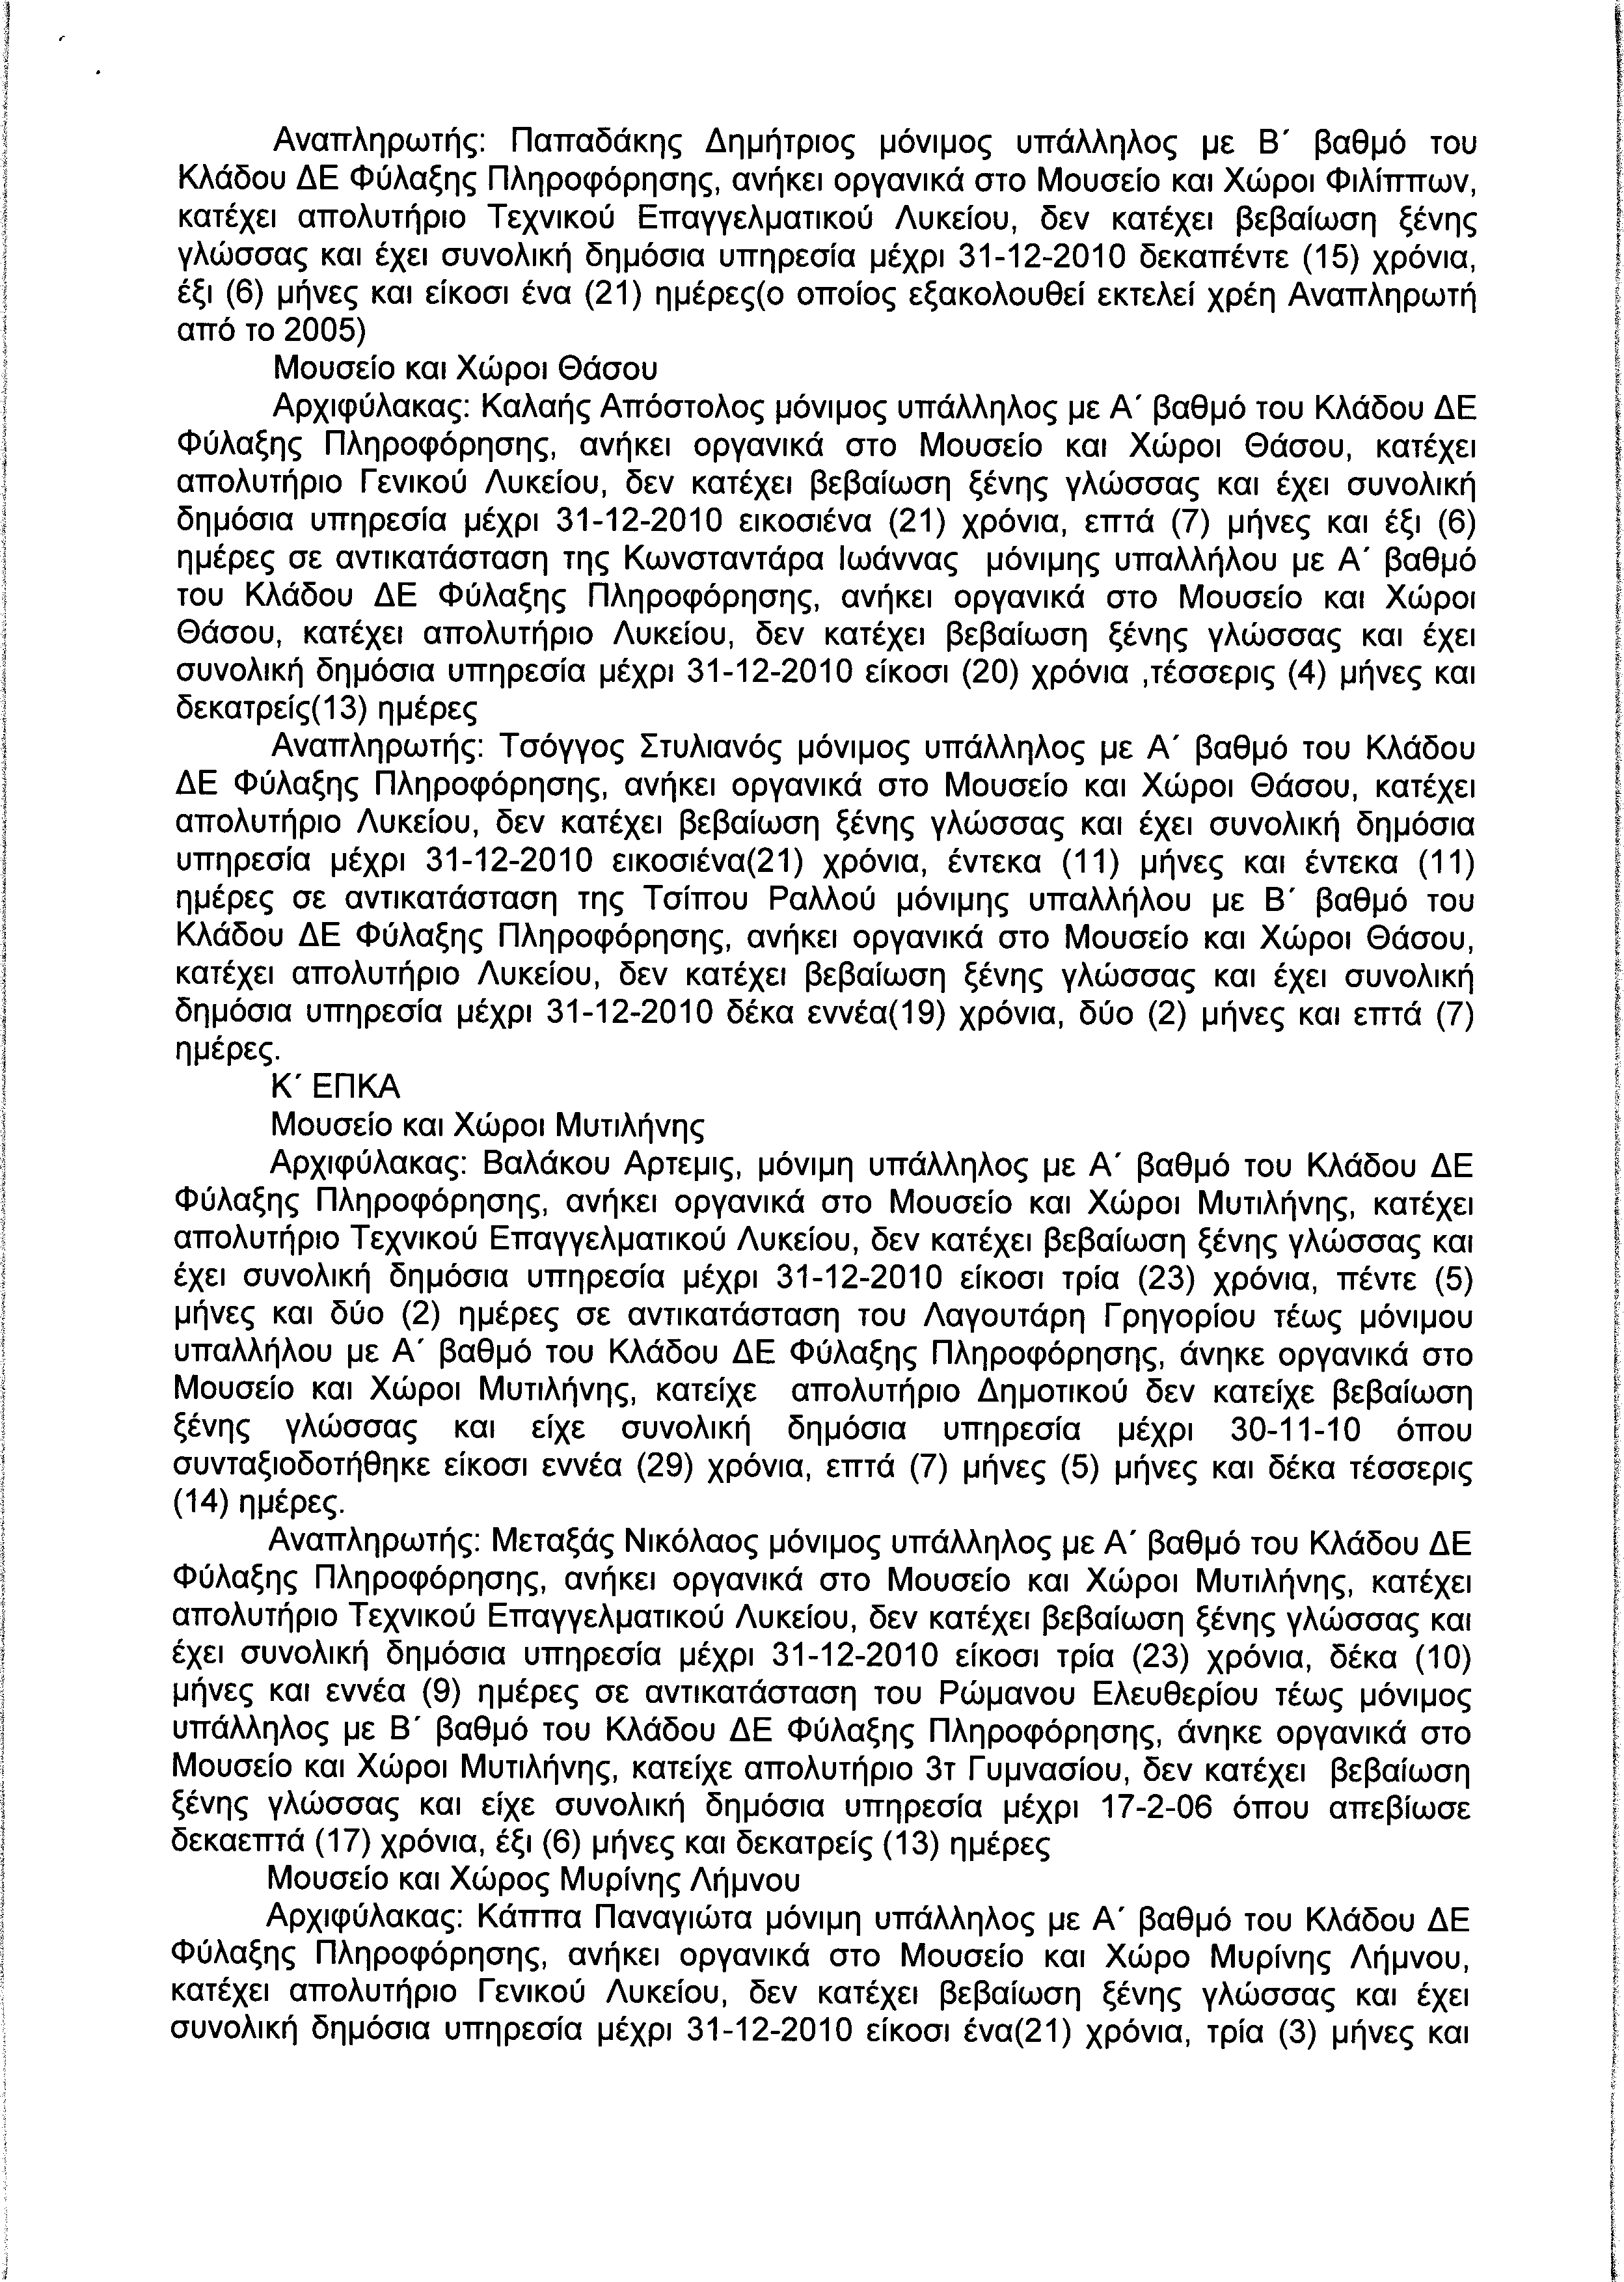 Αναπληρωτής: Παπαδάκης Δημήτριος μόνιμος υπάλληλος με Β΄ βαθμό του
Κλάδου ΔΕ Φύλαξης Πληροφόρησης, ανήκει οργανικά στο Μουσείο και Χώροι Φιλίππων,
κατέχει απολυτήριο Τεχνικού Επαγγελματικού Λυκείου, δεν κατέχει βεβαίωση ξένης
γλώσσας και έχει συνολική δημόσια υπηρεσία μέχρι 31-12-2010 δεκαπέντε (15) χρόνια,
έξι (6) μήνες και είκοσι ένα (21) ημέρες(ο οποίος εξακολουθεί εκτελεί χρέη Αναπληρωτή
από το 2005)
Μουσείο και Χώροι Θάσου
Αρχιφύλακας: Καλαής Απόστολος μόνιμος υπάλληλος με Α΄ βαθμό του Κλάδου ΔΕ
Φύλαξης Πληροφόρησης, ανήκει οργανικά στο Μουσείο και Χώροι Θάσου, κατέχει
απολυτήριο Γενικού Λυκείου, δεν κατέχει βεβαίωση ξένης γλώσσας και έχει συνολική
δημόσια υπηρεσία μέχρι 31-12-2010 εικοσιένα (21) χρόνια, επτά (7) μήνες και έξι (6)
ημέρες σε αντικατάσταση της Κωνσταντάρα Ιωάννας μόνιμης υπαλλήλου με Α΄ βαθμό
του Κλάδου ΔΕ Φύλαξης Πληροφόρησης, ανήκει οργανικά στο Μουσείο και Χώροι
Θάσου, κατέχει απολυτήριο Λυκείου, δεν κατέχει βεβαίωση ξένης γλώσσας και έχει
συνολική δημόσια υπηρεσία μέχρι 31-12-2010 είκοσι (20) χρόνια ,τέσσερις (4) μήνες και
δεκατρείς(13) ημέρες
Αναπληρωτής: Τσόγγος Στυλιανός μόνιμος υπάλληλος με Α΄ βαθμό του Κλάδου
ΔΕ Φύλαξης Πληροφόρησης, ανήκει οργανικά στο Μουσείο και Χώροι Θάσου, κατέχει
απολυτήριο Λυκείου, δεν κατέχει βεβαίωση ξένης γλώσσας και έχει συνολική δημόσια
υπηρεσία μέχρι 31-12-2010 εικοσιένα(21) χρόνια, έντεκα (11) μήνες και έντεκα (11)
ημέρες σε αντικατάσταση της Τσίπου Ραλλού μόνιμης υπαλλήλου με Β΄ βαθμό του
Κλάδου ΔΕ Φύλαξης Πληροφόρησης, ανήκει οργανικά στο Μουσείο και Χώροι Θάσου,
κατέχει απολυτήριο Λυκείου, δεν κατέχει βεβαίωση ξένης γλώσσας και έχει συνολική
δημόσια υπηρεσία μέχρι 31-12-2010 δέκα εννέα(19) χρόνια, δύο (2) μήνες και επτά (7)
ημέρες.
Κ΄ ΕΠΚΑ
Μουσείο και Χώροι Μυτιλήνης
Αρχιφύλακας: Βαλάκου Αρτεμις, μόνιμη υπάλληλος με Α΄ βαθμό του Κλάδου ΔΕ
Φύλαξης Πληροφόρησης, ανήκει οργανικά στο Μουσείο και Χώροι Μυτιλήνης, κατέχει
απολυτήριο Τεχνικού Επαγγελματικού Λυκείου, δεν κατέχει βεβαίωση ξένης γλώσσας και
έχει συνολική δημόσια υπηρεσία μέχρι 31-12-2010 είκοσι τρία (23) χρόνια, πέντε (5)
μήνες και δύο (2) ημέρες σε αντικατάσταση του Λαγουτάρη Γρηγορίου τέως μόνιμου
υπαλλήλου με Α΄ βαθμό του Κλάδου ΔΕ Φύλαξης Πληροφόρησης, άνηκε οργανικά στο
Μουσείο και Χώροι Μυτιλήνης, κατείχε απολυτήριο Δημοτικού δεν κατείχε βεβαίωση
ξένης γλώσσας και είχε συνολική δημόσια υπηρεσία μέχρι 30-11-10 όπου
συνταξιοδοτήθηκε είκοσι εννέα (29) χρόνια, επτά (7) μήνες (5) μήνες και δέκα τέσσερις
(14) ημέρες.
Αναπληρωτής: Μεταξάς Νικόλαος μόνιμος υπάλληλος με Α΄ βαθμό του Κλάδου ΔΕ
Φύλαξης Πληροφόρησης, ανήκει οργανικά στο Μουσείο και Χώροι Μυτιλήνης, κατέχει
απολυτήριο Τεχνικού Επαγγελματικού Λυκείου, δεν κατέχει βεβαίωση ξένης γλώσσας και
έχει συνολική δημόσια υπηρεσία μέχρι 31-12-2010 είκοσι τρία (23) χρόνια, δέκα (10)
μήνες και εννέα (9) ημέρες σε αντικατάσταση του Ρώμανου Ελευθερίου τέως μόνιμος
υπάλληλος με Β΄ βαθμό του Κλάδου ΔΕ Φύλαξης Πληροφόρησης, άνηκε οργανικά στο
Μουσείο και Χώροι Μυτιλήνης, κατείχε απολυτήριο 3τ Γυμνασίου, δεν κατέχει βεβαίωση
ξένης γλώσσας και είχε συνολική δημόσια υπηρεσία μέχρι 17-2-06 όπου απεβίωσε
δεκαεπτά (17) χρόνια, έξι (6) μήνες και δεκατρείς (13) ημέρες
Μουσείο και Χώρος Μυρίνης Λήμνου
Αρχιφύλακας: Κάππα Παναγιώτα μόνιμη υπάλληλος με Α΄ βαθμό του Κλάδου ΔΕ
Φύλαξης Πληροφόρησης, ανήκει οργανικά στο Μουσείο και Χώρο Μυρίνης Λήμνου,
κατέχει απολυτήριο Γενικού Λυκείου, δεν κατέχει βεβαίωση ξένης γλώσσας και έχει
συνολική δημόσια υπηρεσία μέχρι 31-12-2010 είκοσι ένα(21) χρόνια, τρία (3) μήνες και